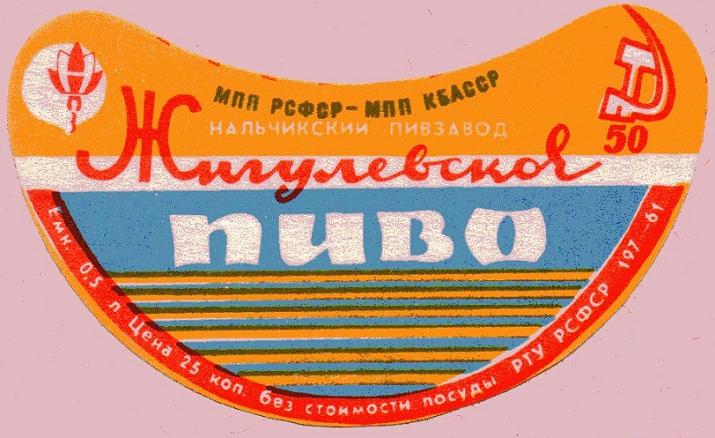 МПП РСФСР — МПП КБАССР
НАЛЬЧИКСКИЙ ПИВЗАВОД
50
Жигулевское
ПИВО
Емк. 0,5 л Цена 25 коп. без стоимости посуды РТУ РСФСР 197—61